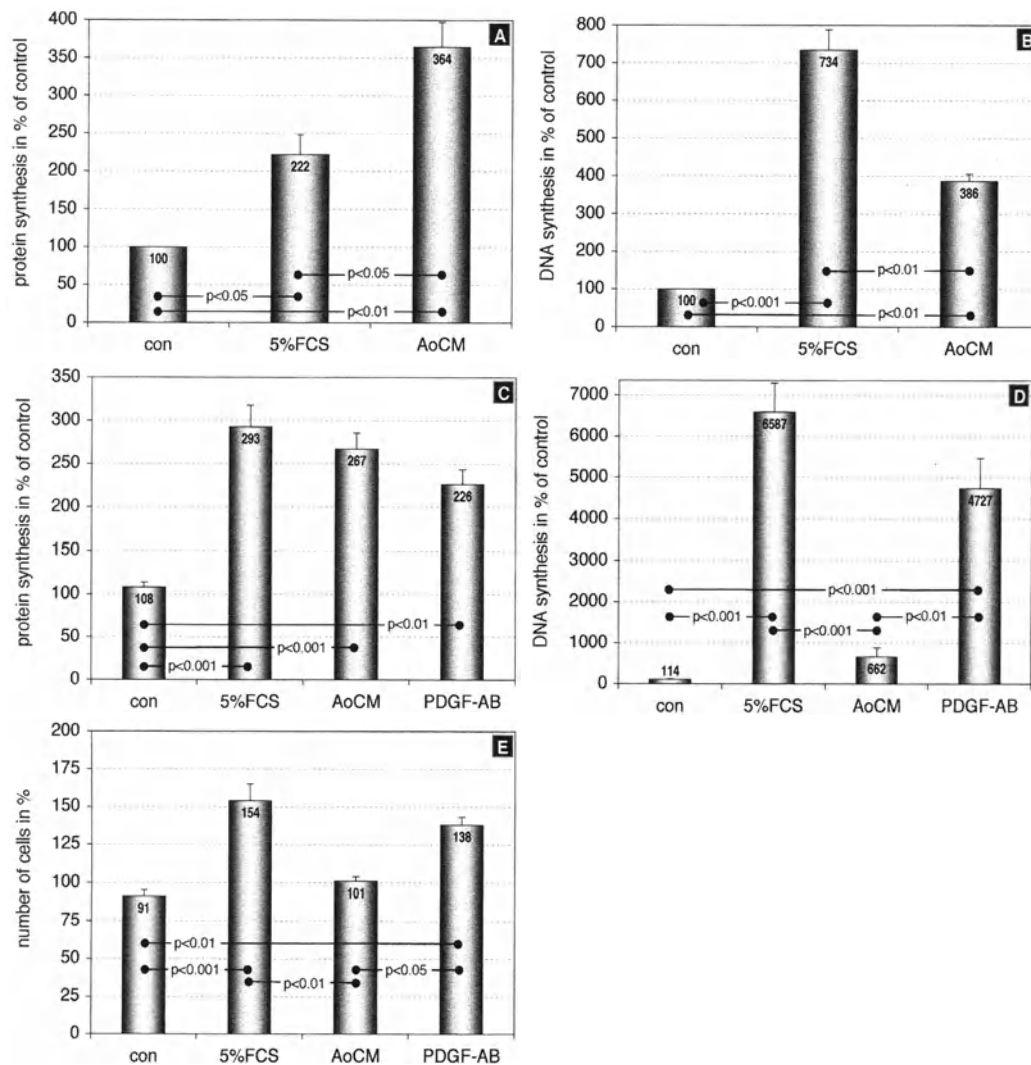 A
protein synthesis in % of control
400
350
300
250
200
150
100
50
0
364
222
100
p<0.05
p<0.05
p<0.01
con 5%FCS AoCM
B
DNA synthesis in % of control
800
700
600
500
400
300
200
100
0
734
386
100
p<0.01
p<0.001
p<0.01
con 5%FCS AoCM
C
protein synthesis in % of control
350
300
250
200
150
100
50
0
293
267
226
108
p<0.01
p<0.001
p<0.001
con 5%FCS AoCM PDGF-AB
D
DNA synthesis in % of control
7000
6000
5000
4000
3000
2000
1000
0
6587
4727
662
114
p<0.001
p<0.001 p<0.01
p<0.001
con 5%FCS AoCM PDGF-AB
E
number of cells in %
200
175
150
125
100
75
50
25
0
154
138
101
91
p<0.01
p<0.001 p<0.05
p<0.01
con 5%FCS AoCM PDGF-AB